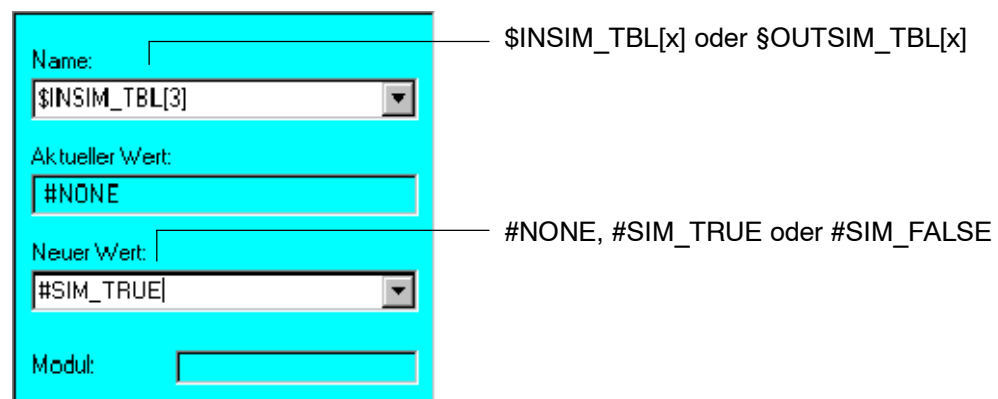 $INSIM_TBL[x] oder §OUTSIM_TBL[x]
Name:
$INSIM_TBL[3]
Aktueller Wert:
#NONE
#NONE, #SIM_TRUE oder #SIM_FALSE
Neuer Wert:
#SIM_TRUE
Modul: